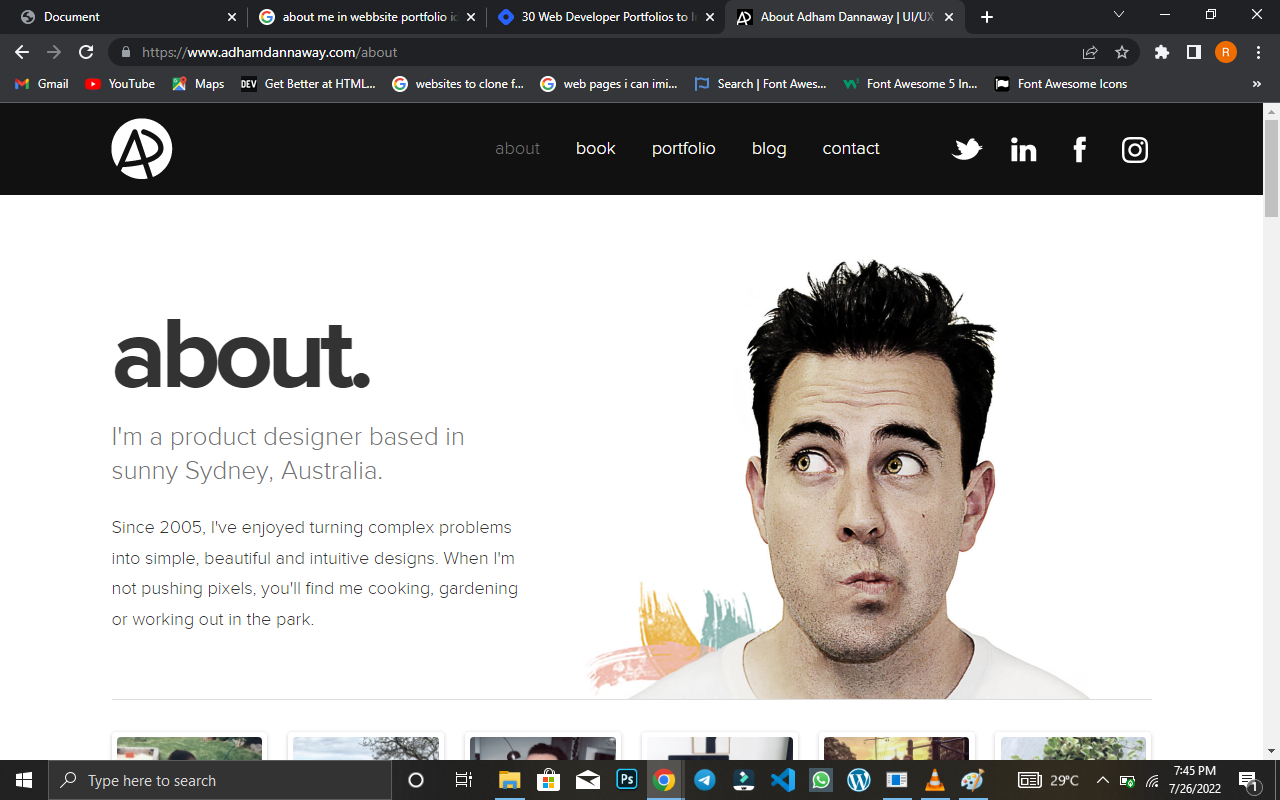 Document
about me in webbsite portfolio ic
30 Web Developer Portfolios to I
About Adham Dannaway | UI/UX
https://www.adhamdannaway.com/about
R
Gmail
YouTube
Maps
DEV
Get Better at HTML...
websites to clone f...
web pages i can imi...
Search | Font Awes...
Font Awesome 5 In...
Font Awesome Icons
»
about
book
portfolio
blog
contact
about.
I'm a product designer based in
sunny Sydney, Australia.
Since 2005, I've enjoyed turning complex problems
into simple, beautiful and intuitive designs. When I'm
not pushing pixels, you'll find me cooking, gardening
or working out in the park.
Type here to search
Ps
29°C
7:45 PM
7/26/2022
1